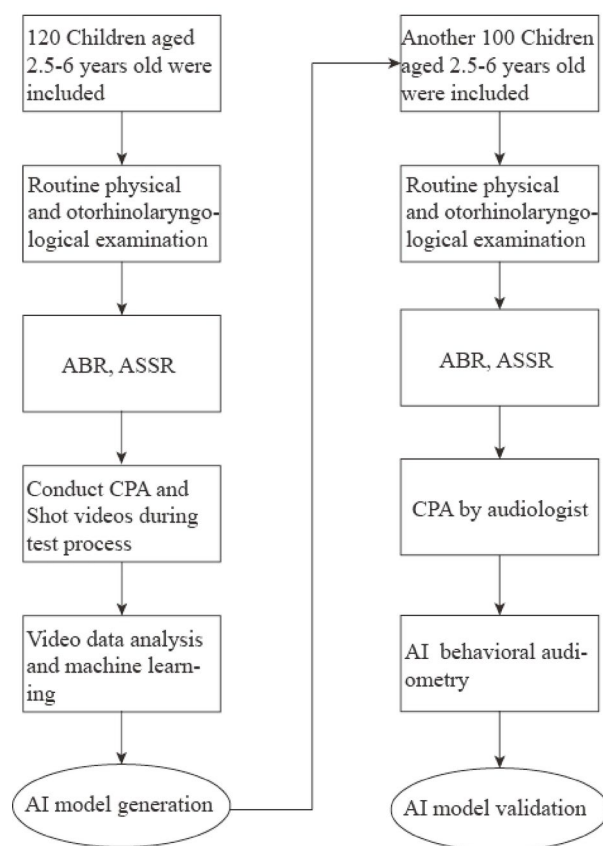 120 Children aged
2.5-6 years old were
included
Routine physical
and otorhinolaryngo-
logical examination
ABR, ASSR
Conduct CPA and
Shot videos during
test process
Video data analysis
and machine learn-
ing
AI model generation
Another 100 Chidren
aged 2.5-6 years old
were included
Routine physical
and otorhinolaryngo-
logical examination
ABR, ASSR
CPA by audiologist
AI behavioral audi-
ometry
AI model validation